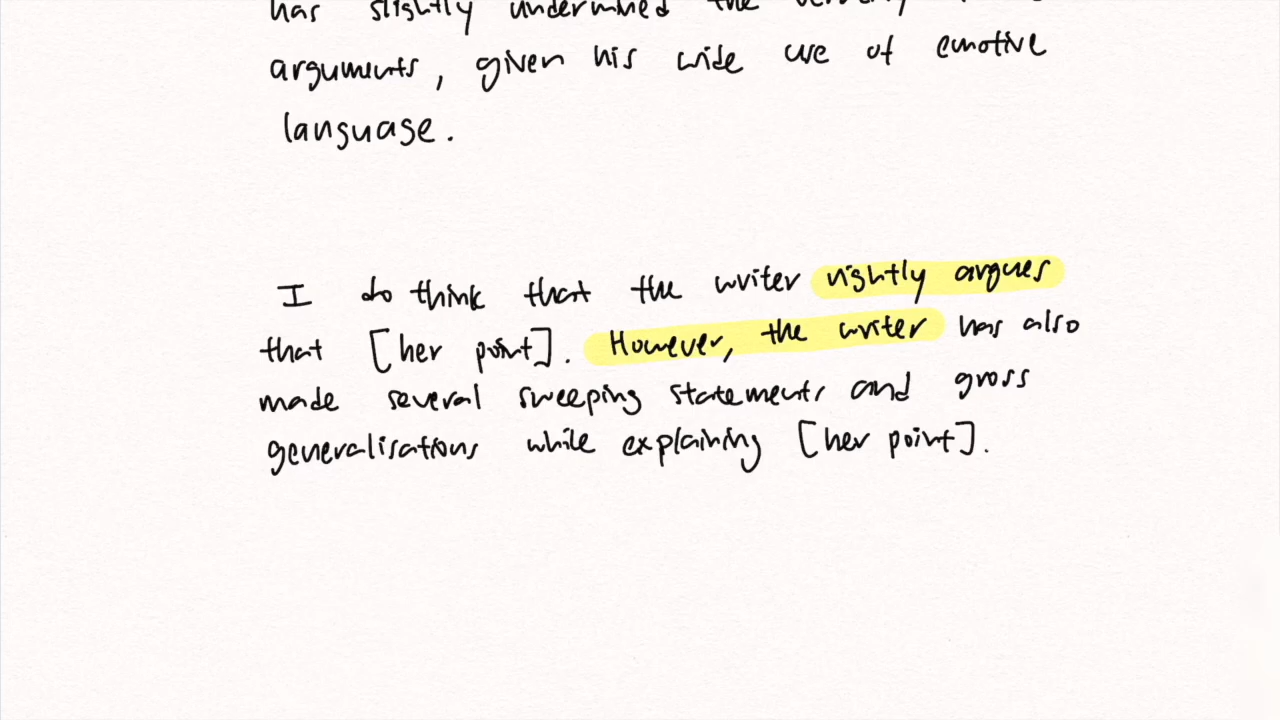 has slightly undermined the
arguments, given his wide use of emotive
language.
I do think that the writer rightly argues
that [her point]. However, the writer has also
made several sweeping statements and gross
generalisations while explaining [her point].